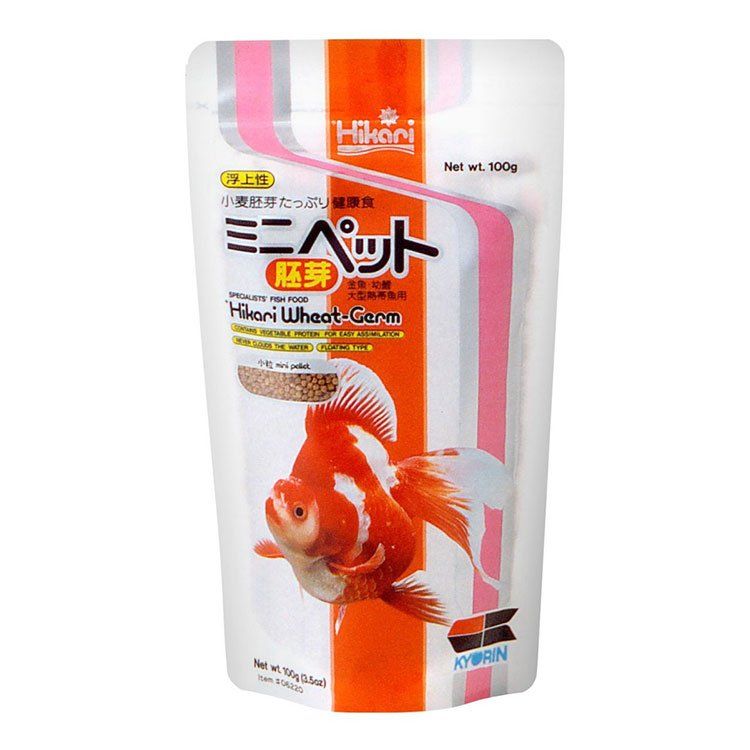 Hikari
Net wt. 100g
浮上性
小麦胚芽たっぷり健康食
ミニペット
胚芽
金魚・幼鯉
大型熱帯魚用
SPECIALISTS' FISH FOOD
Hikari Wheat-Germ
CONTAINS VEGETABLE PROTEIN FOR EASY ASSIMILATION
NEVER CLOUDS THE WATER FLOATING TYPE
小粒 mini pellet
KYORIN
Net wt. 100g (3.5oz)
Item #06220